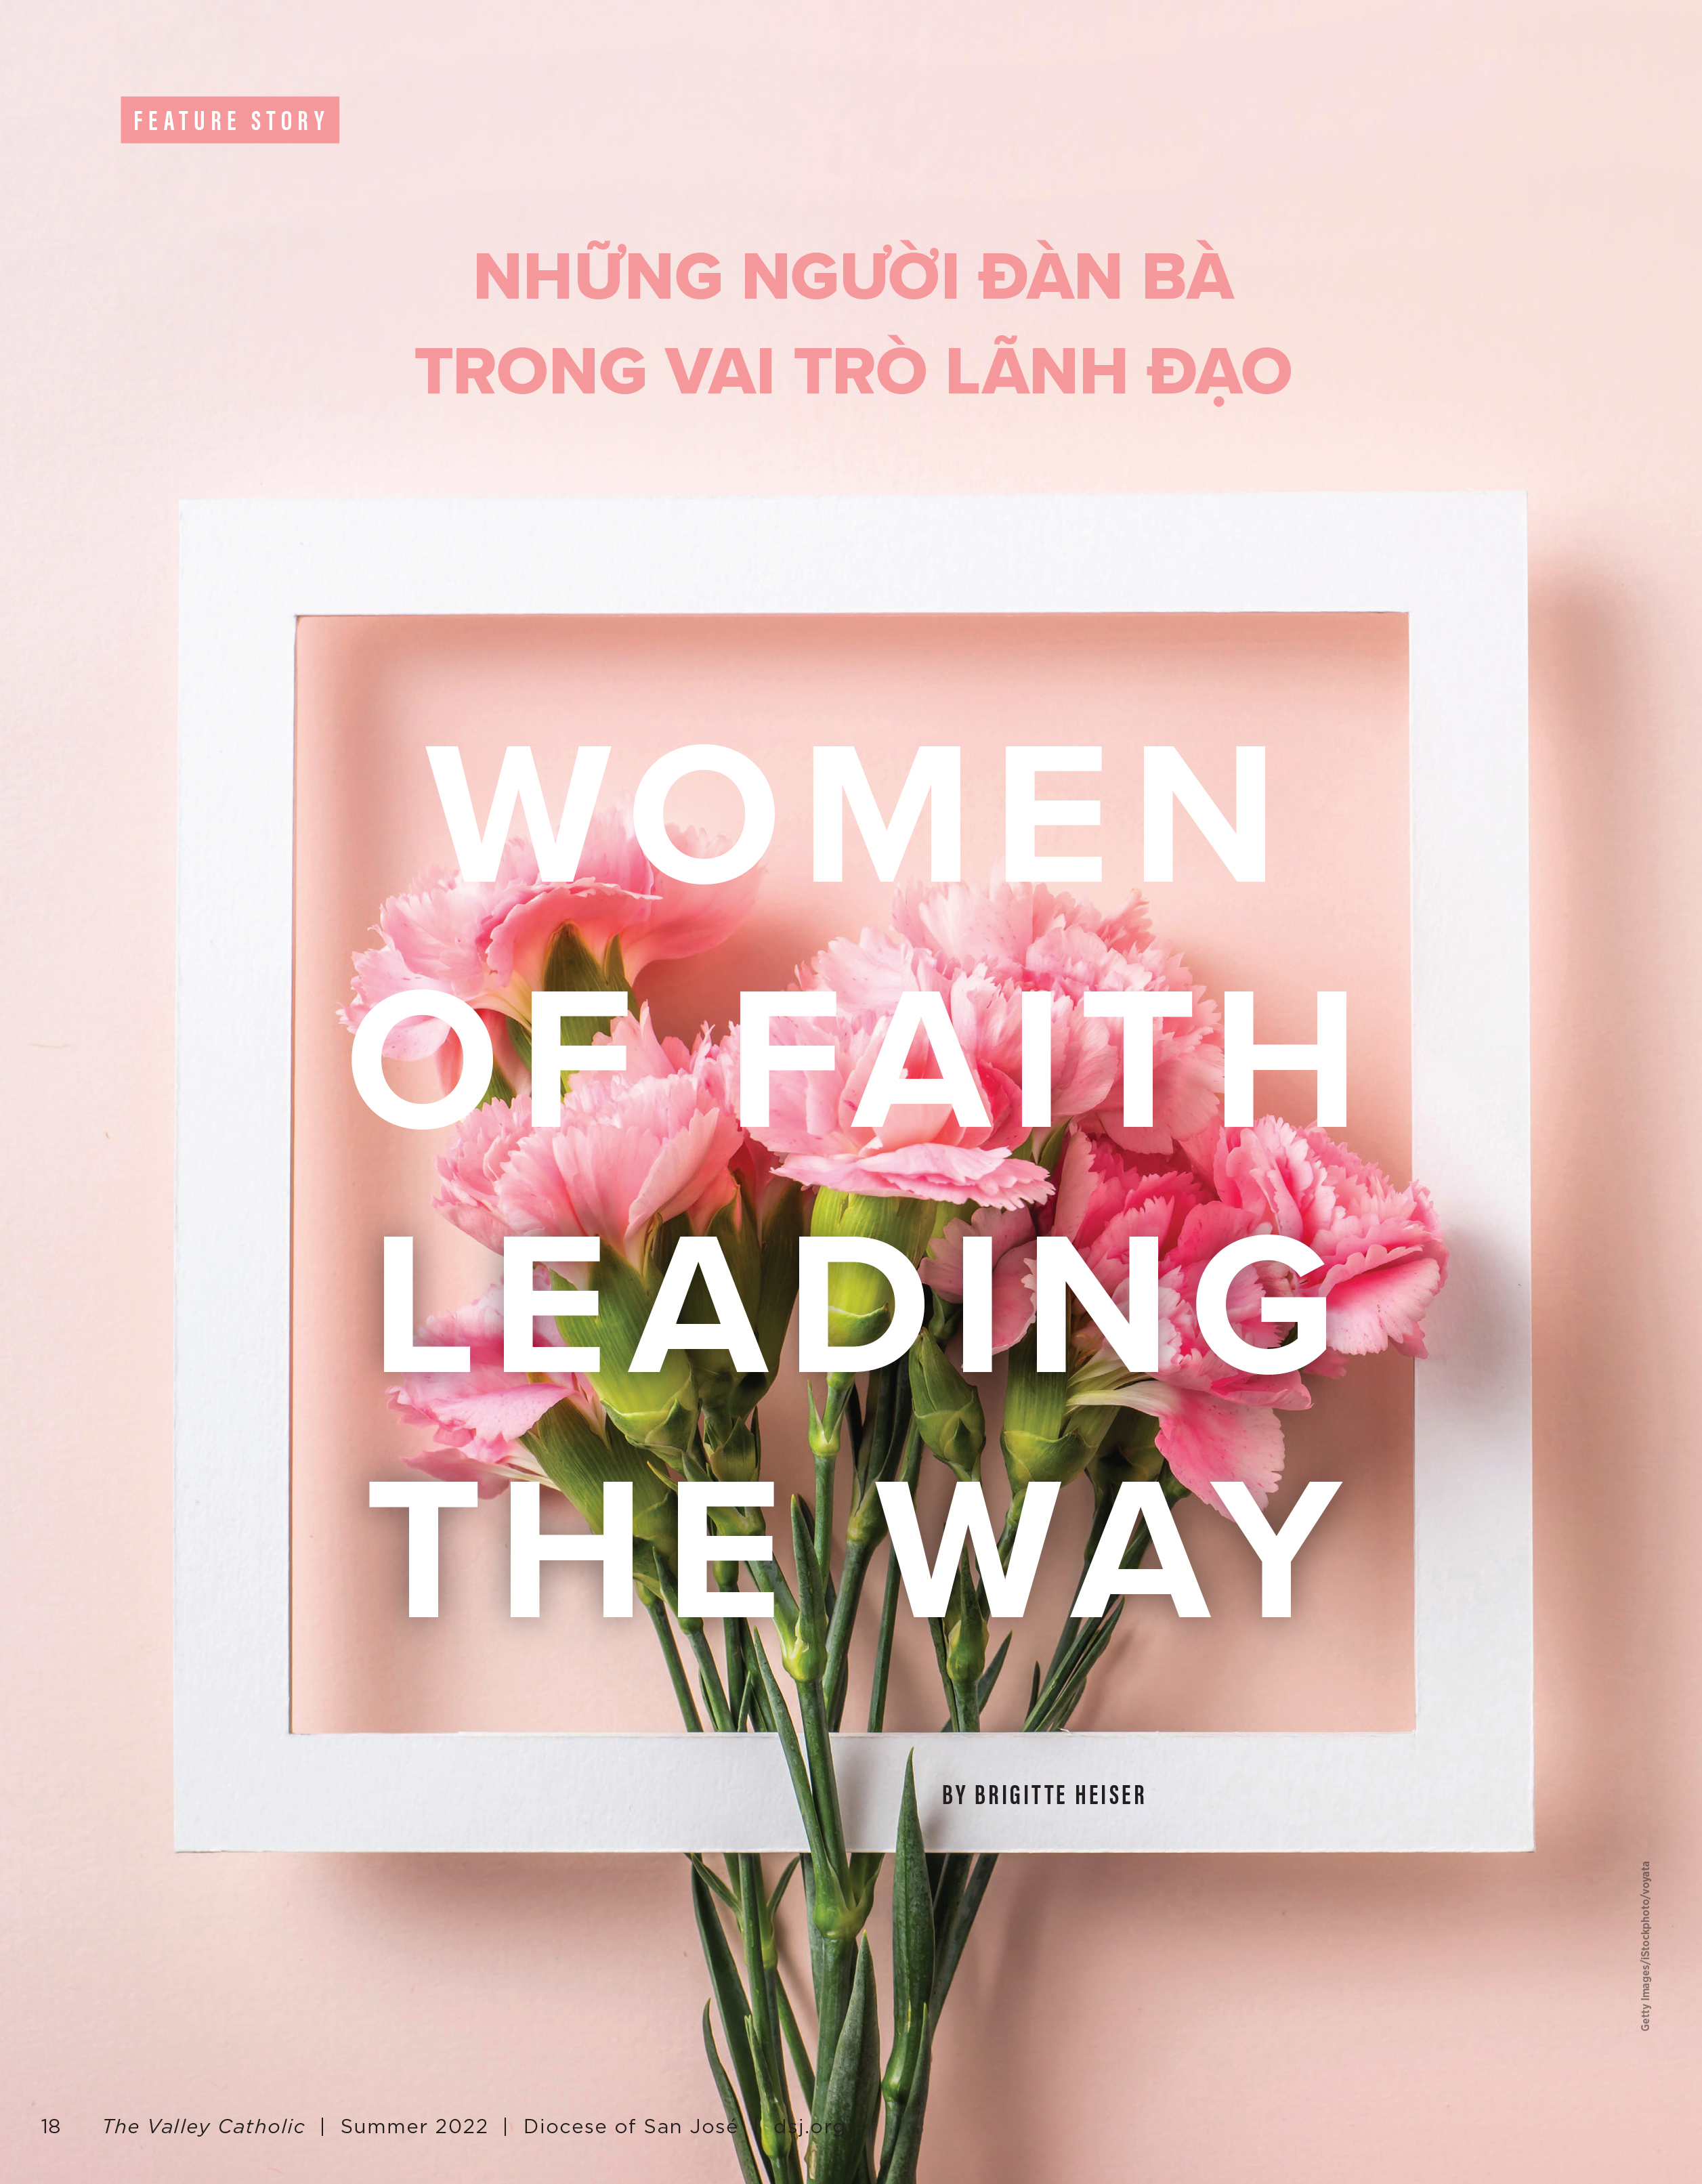 FEATURE STORY
NHỮNG NGƯỜI ĐÀN BÀ
TRONG VAI TRÒ LÃNH ĐẠO
WOMEN
OF FAITH
LEADING
THE WAY
BY BRIGITTE HEISER
Getty Images/iStockphoto/voyata
18 The Valley Catholic | Summer 2022 | Diocese of San José | dsj.org